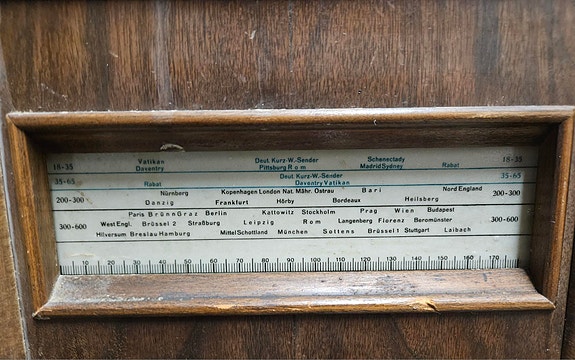 Vatikan Deut. Kurz-W.-Sender Schenectady
18-35 Daventry Pittsburg Rom Madrid Sydney Rabat 18-35
Deut. Kurz-W.-Sender
35-65 Rabat Daventry Vatikan 35-65
Nürnberg Kopenhagen London Nat. Mähr. Ostrau Bari Nord England
200-300 Danzig Frankfurt Hörby Bordeaux Heilsberg 200-300
Paris Brünn Graz Berlin Kattowitz Stockholm Prag Wien Budapest
300-600 West Engl. Brüssel 2 Straßburg Leipzig Rom Langenberg Florenz Beromünster 300-600
Hilversum Breslau Hamburg Mittel Schottland München Sottens Brüssel 1 Stuttgart Laibach
10 20 30 40 50 60 70 80 90 100 110 120 130 140 150 160 170